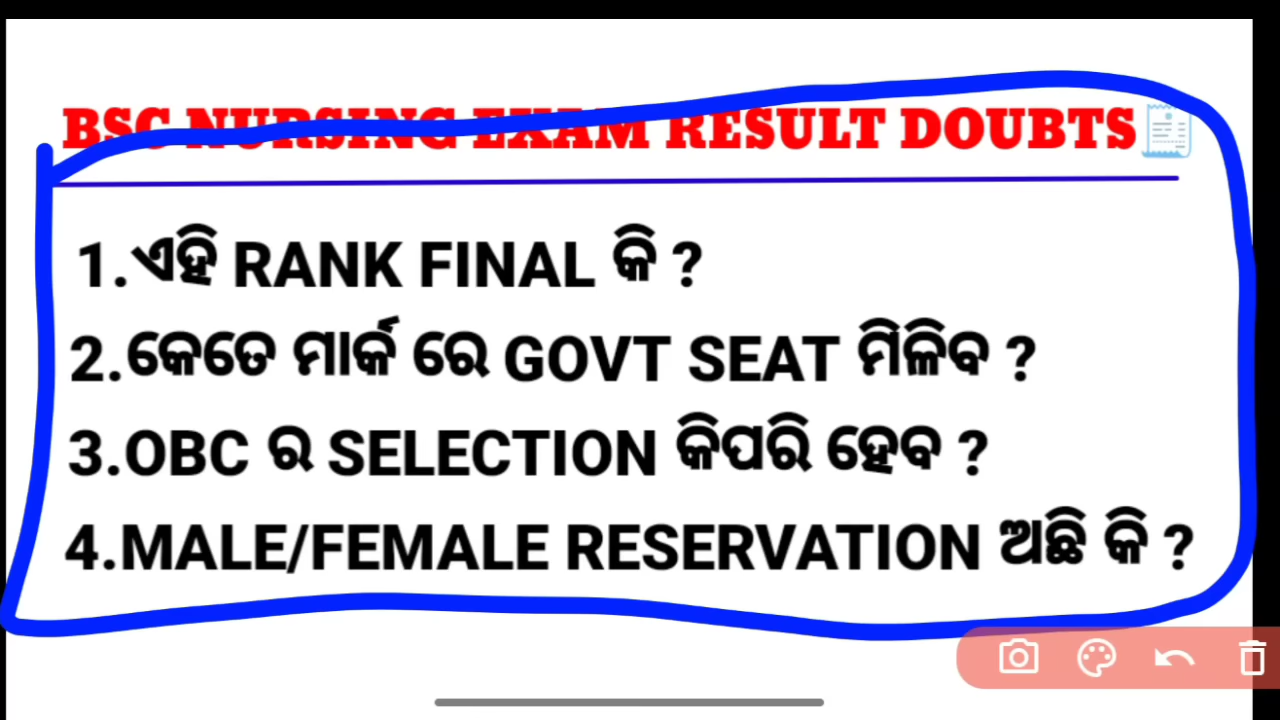 BSC NURSING EXAM RESULT DOUBTS
1.ଏହି RANK FINAL କି ?
2.କେତେ ମାର୍କ ରେ GOVT SEAT ମିଳିବ ?
3.OBC ର SELECTION କିପରି ହେବ ?
4.MALE/FEMALE RESERVATION ଅଛି କି ?